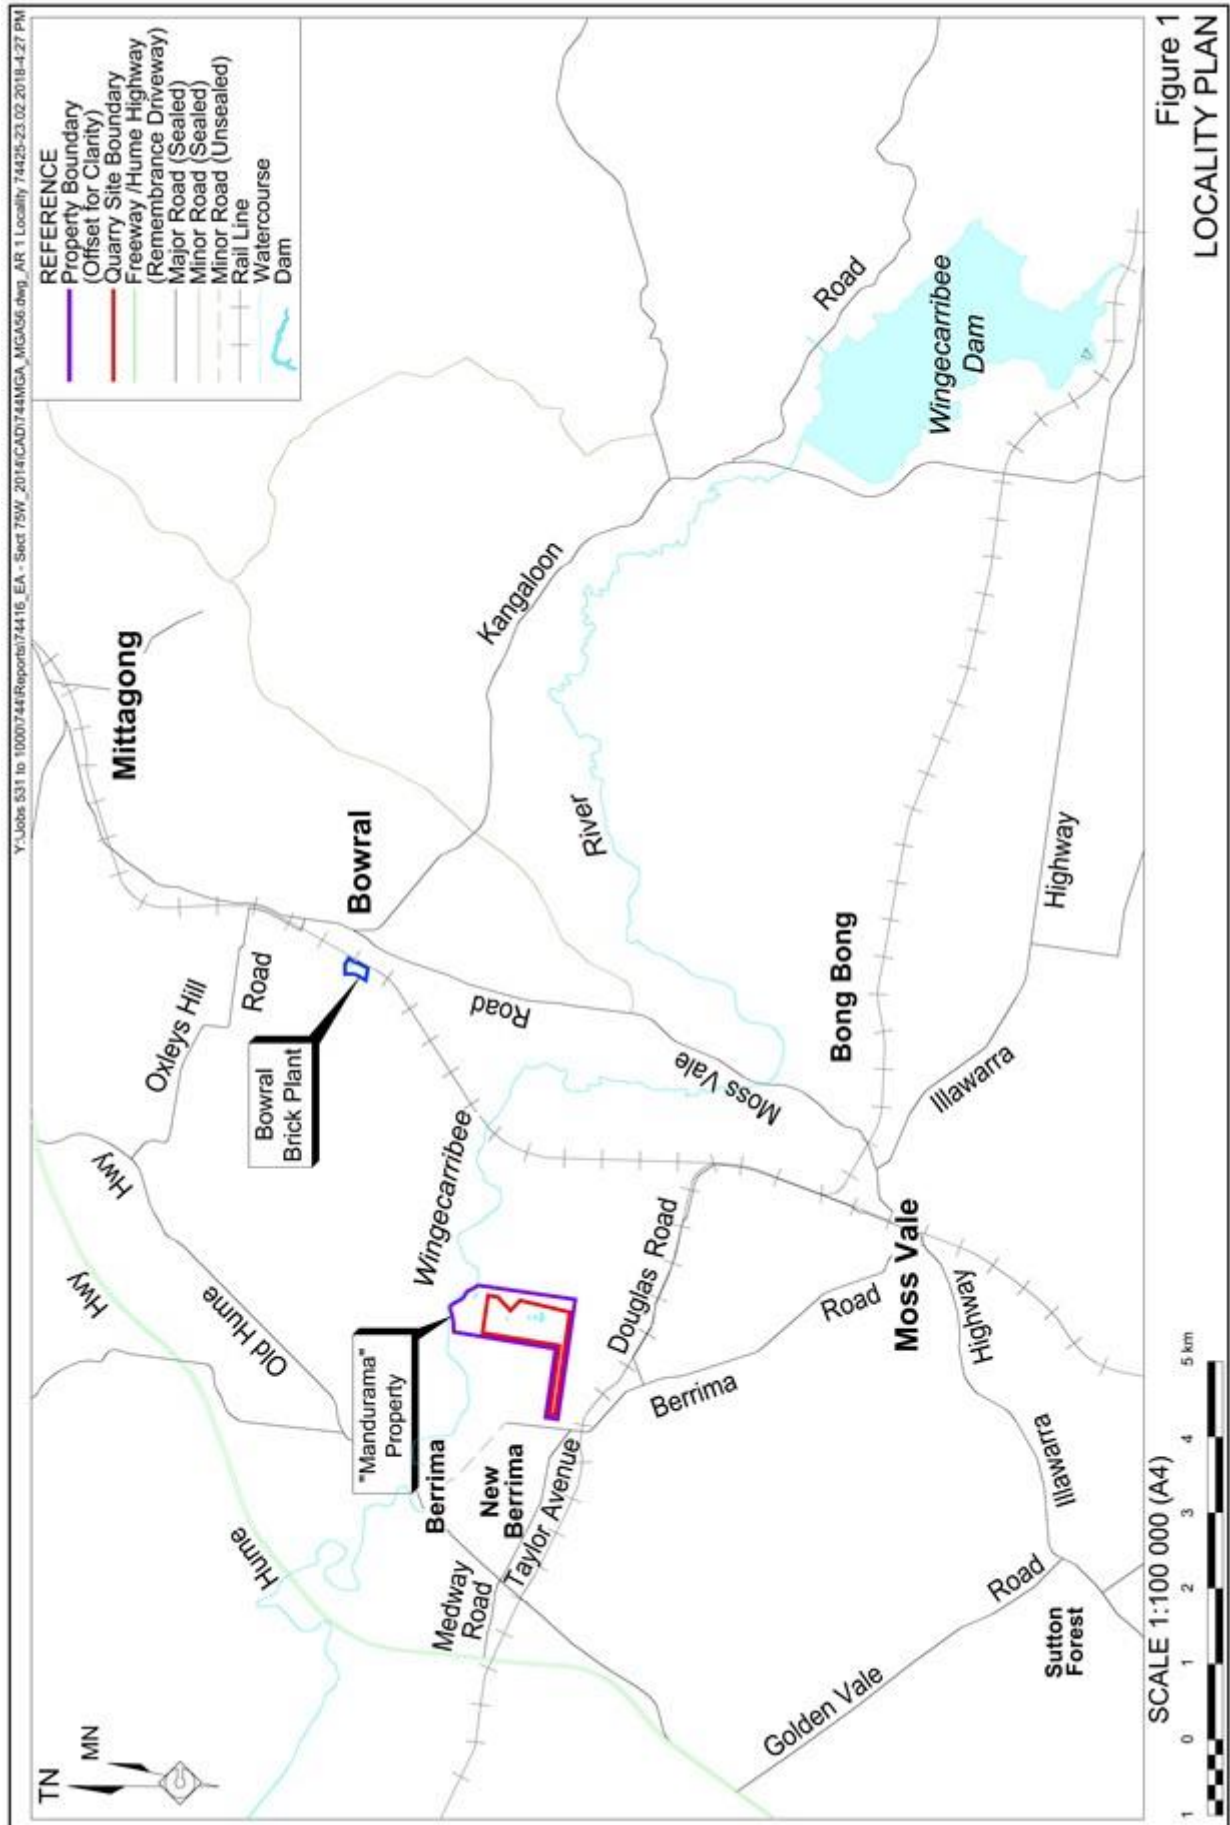 Y:\Jobs 531 to 1000\744\Reports\74416_EA - Sect 75W_2014\CAD\744MGA_MGA56.dwg_AR 1 Locality 74425-23.02.2018-4:27 PM
TN
MN
REFERENCE
Property Boundary
(Offset for Clarity)
Quarry Site Boundary
Freeway /Hume Highway
(Remembrance Driveway)
Major Road (Sealed)
Minor Road (Sealed)
Minor Road (Unsealed)
Rail Line
Watercourse
Dam
Mittagong
Hwy
Hwy
Oxleys Hill
Road
Old Hume
Hume
Bowral
Brick Plant
Bowral
"Mandurama"
Property
Wingecarribee
Road
Kangaloon
Road
Berrima
New
Berrima
Medway
Road
Taylor Avenue
Douglas Road
Berrima
Road
Moss Vale
River
Bong Bong
Wingecarribee
Dam
Moss Vale
Illawarra
Highway
Highway
Illawarra
Golden Vale
Road
Sutton
Forest
SCALE 1:100 000 (A4)
1
0
1
2
3
4
5 km
Figure 1
LOCALITY PLAN